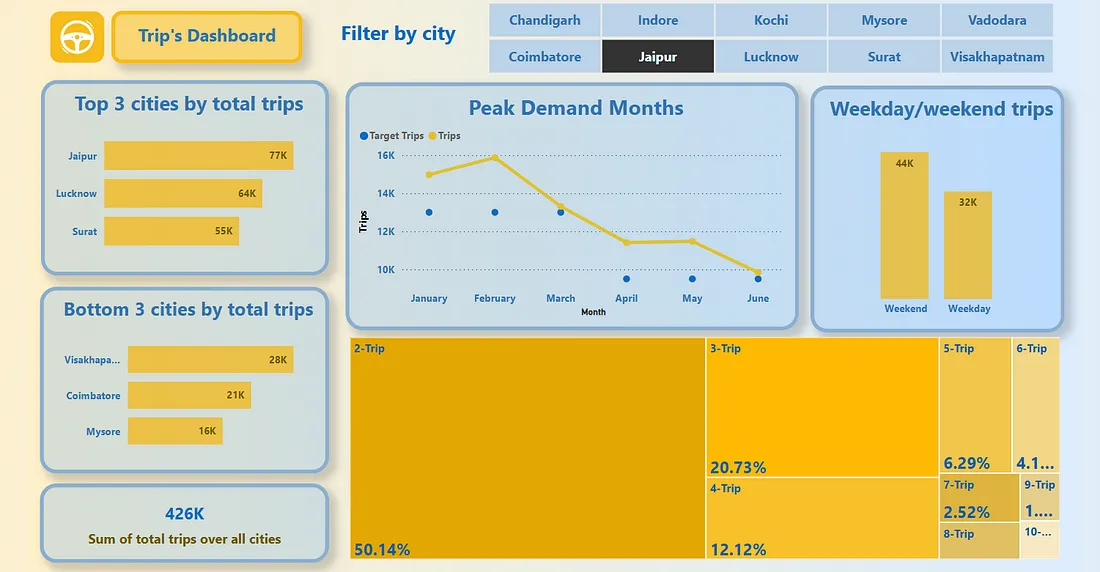 Trip's Dashboard
Filter by city
Chandigarh Indore Kochi Mysore Vadodara
Coimbatore Jaipur Lucknow Surat Visakhapatnam
Top 3 cities by total trips
Jaipur 77K
Lucknow 64K
Surat 55K
Bottom 3 cities by total trips
Visakhapa... 28K
Coimbatore 21K
Mysore 16K
426K
Sum of total trips over all cities
Peak Demand Months
Target Trips Trips
16K
14K
12K
10K
Trips
January February March April May June
Month
Weekday/weekend trips
44K
32K
Weekend Weekday
2-Trip
50.14%
3-Trip
20.73%
4-Trip
12.12%
5-Trip
6.29%
6-Trip
4.1...
7-Trip
2.52%
8-Trip
9-Trip
1....
10-...